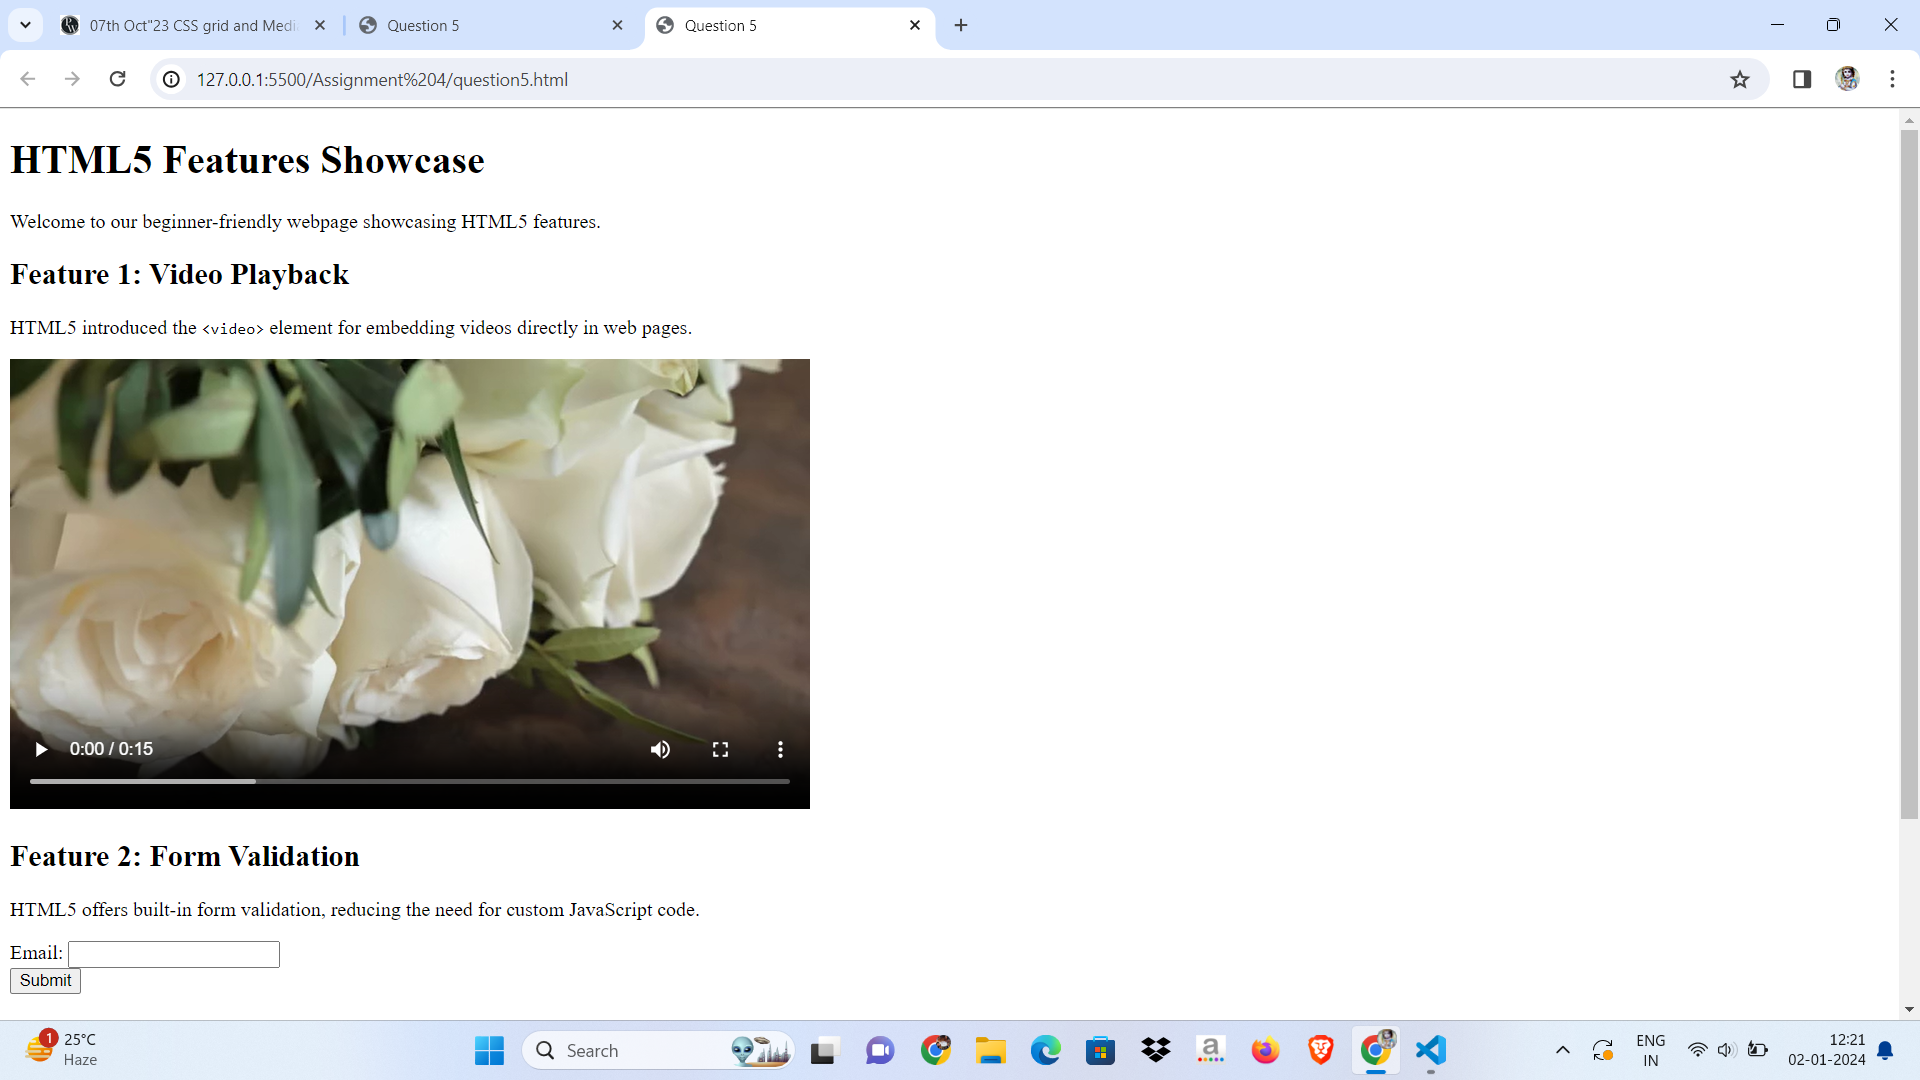 07th Oct"23 CSS grid and Medi
Question 5
Question 5
127.0.0.1:5500/Assignment%204/question5.html
HTML5 Features Showcase
Welcome to our beginner-friendly webpage showcasing HTML5 features.
Feature 1: Video Playback
HTML5 introduced the <video> element for embedding videos directly in web pages.
0:00 / 0:15
Feature 2: Form Validation
HTML5 offers built-in form validation, reducing the need for custom JavaScript code.
Email:
Submit
1
25°C
Haze
Search
a
ENG
IN
12:21
02-01-2024